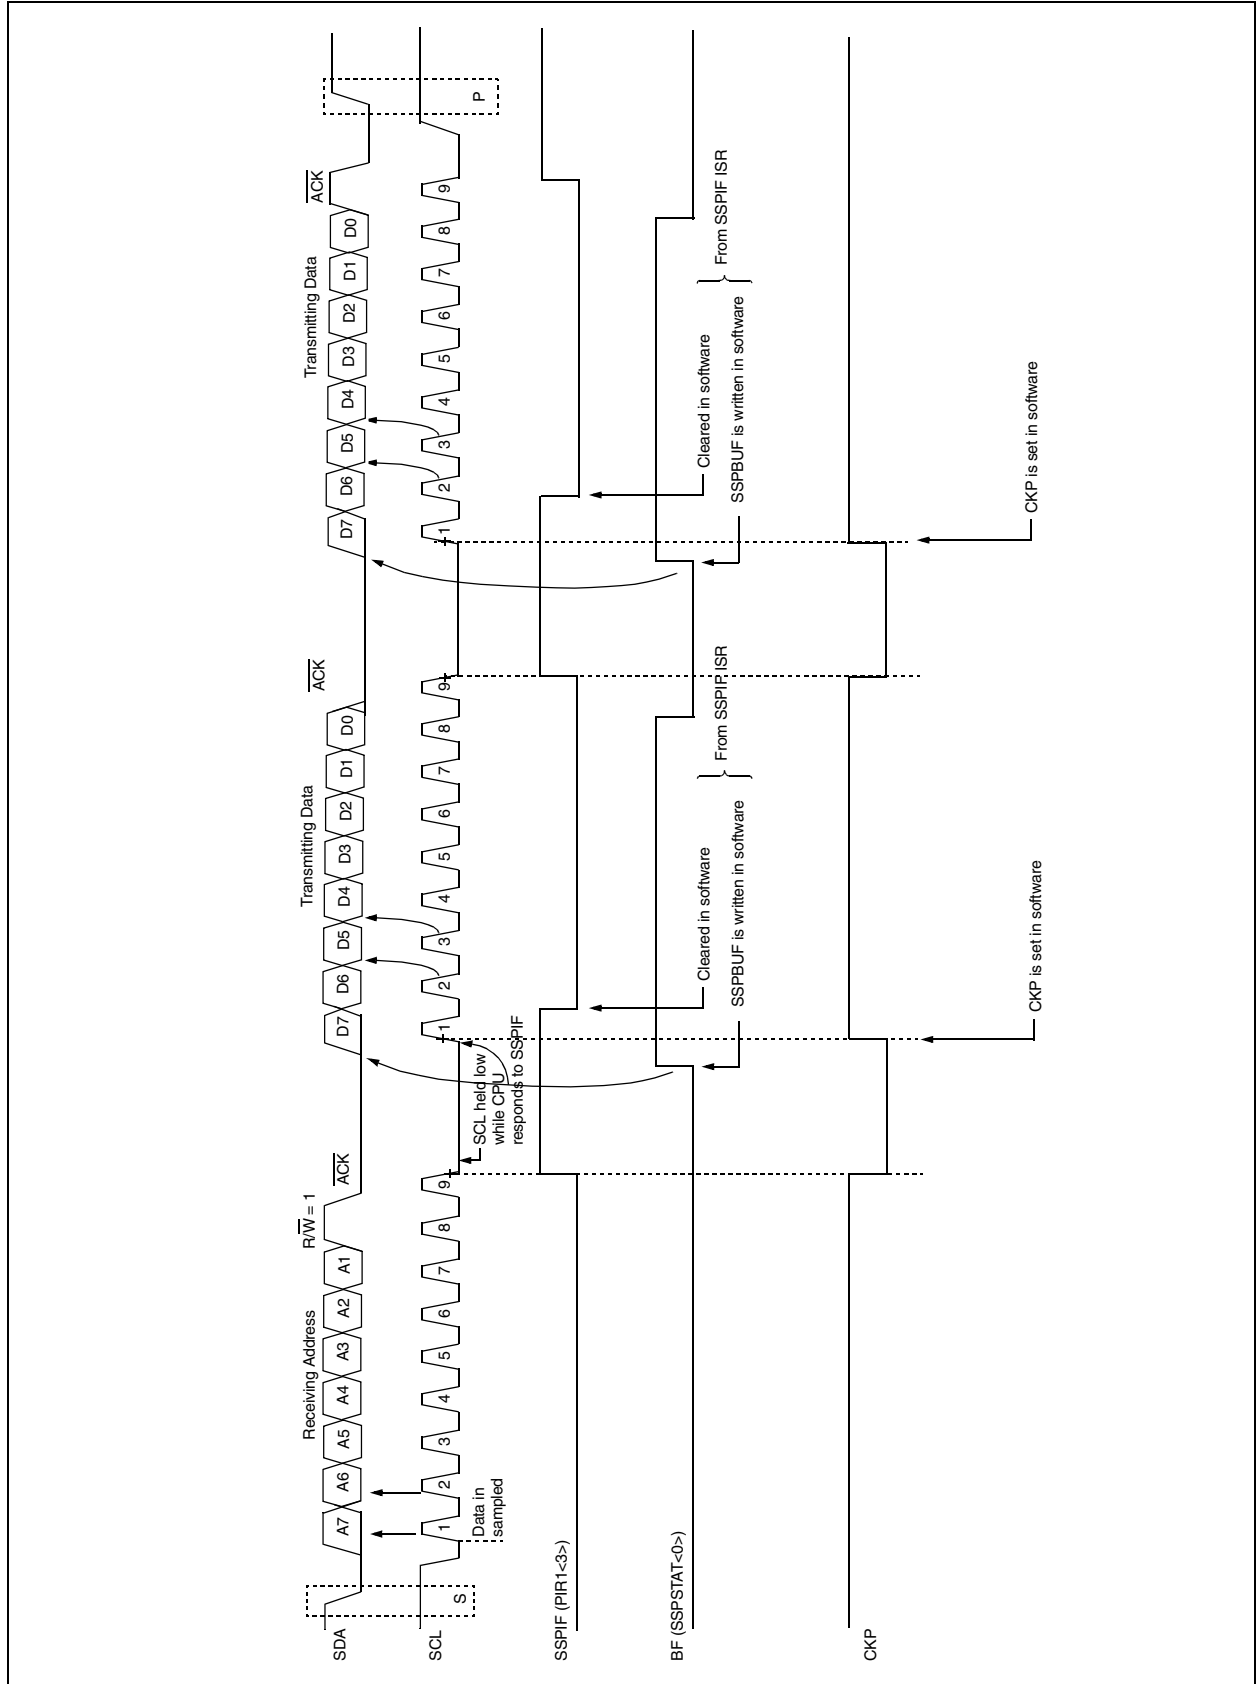 Receiving Address
R/W = 1
ACK
Transmitting Data
ACK
Transmitting Data
ACK
SDA
A7 A6 A5 A4 A3 A2 A1
D7 D6 D5 D4 D3 D2 D1 D0
D7 D6 D5 D4 D3 D2 D1 D0
SCL
1 2 3 4 5 6 7 8 9
1 2 3 4 5 6 7 8 9
1 2 3 4 5 6 7 8 9
S
P
Data in
sampled
SCL held low
while CPU
responds to SSPIF
SSPIF (PIR1<3>)
BF (SSPSTAT<0>)
Cleared in software
SSPBUF is written in software
From SSPIF ISR
Cleared in software
SSPBUF is written in software
From SSPIF ISR
CKP
CKP is set in software
CKP is set in software